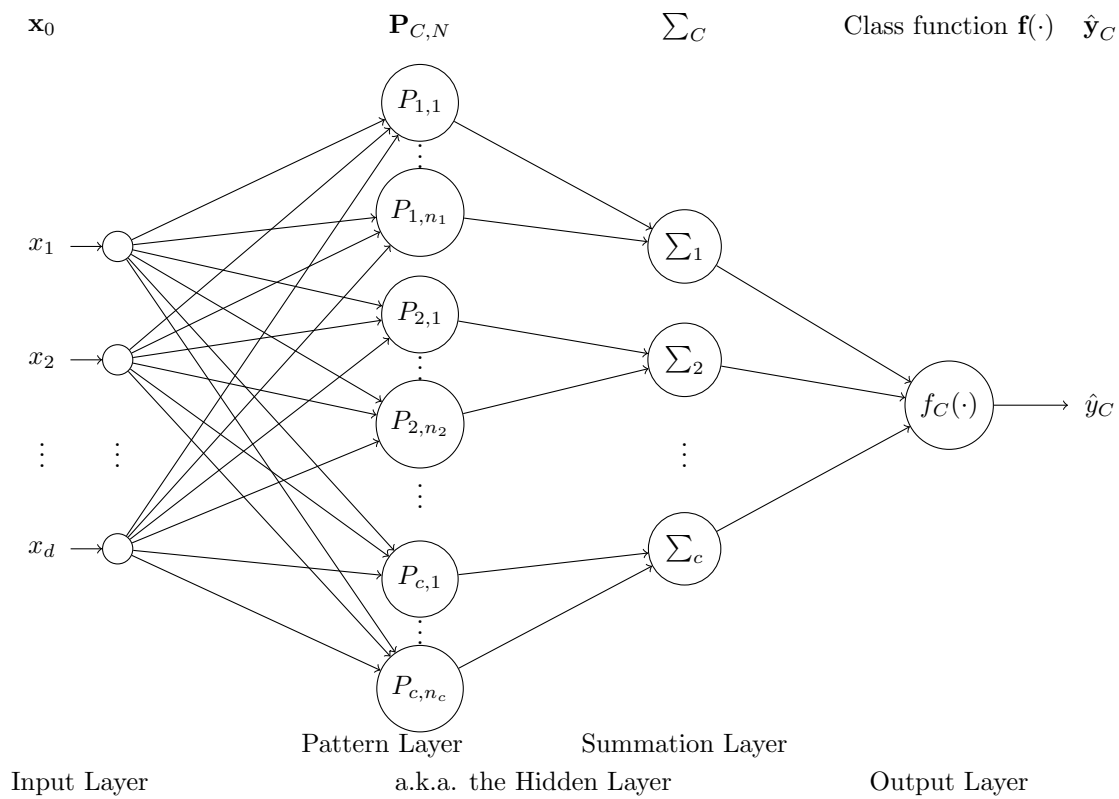 𝐱₀ 𝐏_{C,N} ∑_C Class function 𝐟(·) 𝐲̂_C
P_{1,1}
P_{1,n₁}
x₁ ∑₁
P_{2,1}
x₂ ∑₂
P_{2,n₂} f_C(·) ŷ_C
⋮ ⋮ ⋮
⋮
x_d ∑_c
P_{c,1}
P_{c,n_c}
Pattern Layer Summation Layer
Input Layer a.k.a. the Hidden Layer Output Layer